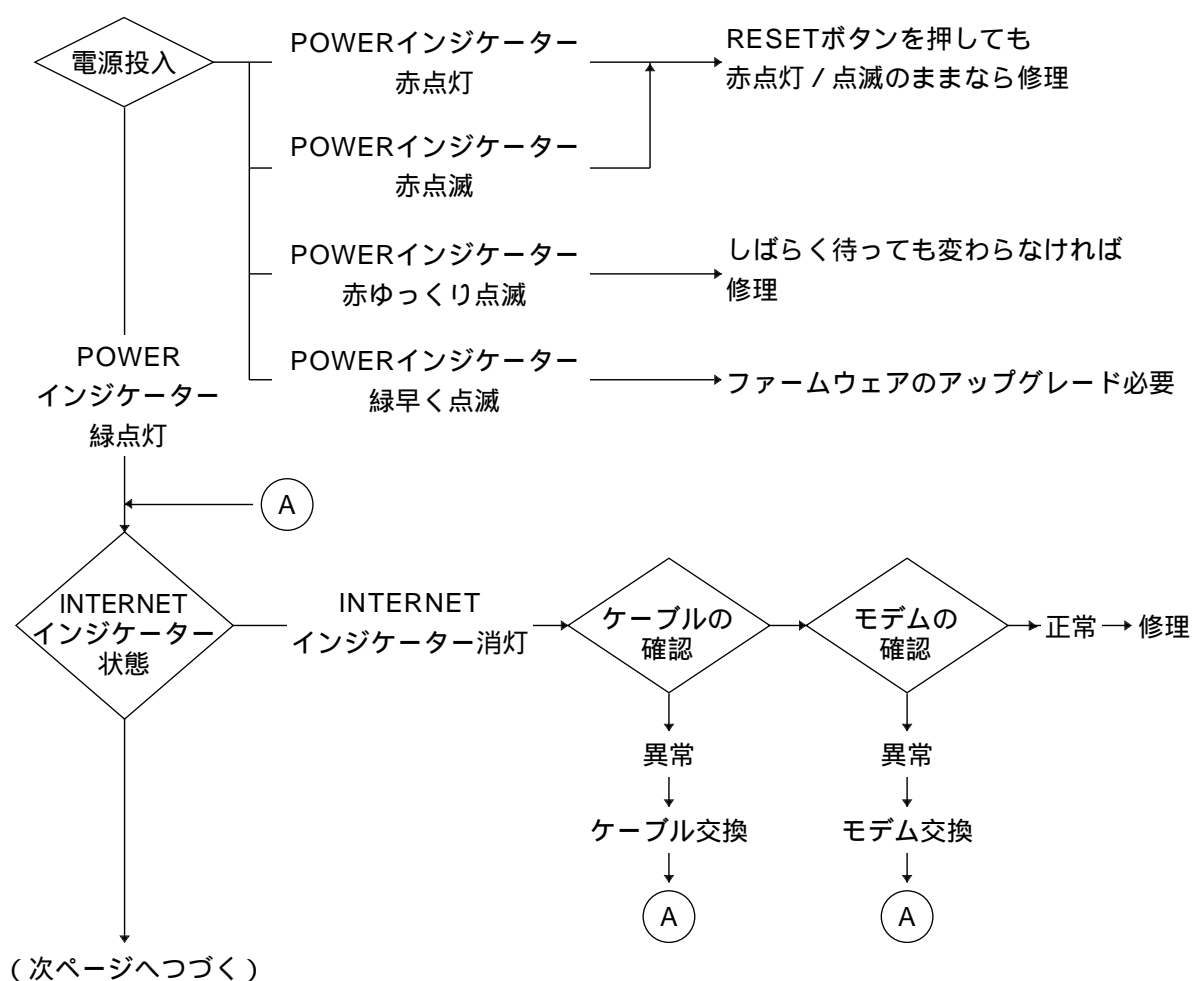 電源投入
POWERインジケーター
赤点灯
RESETボタンを押しても
赤点灯 / 点滅のままなら修理
POWERインジケーター
赤点滅
POWERインジケーター
赤ゆっくり点滅
しばらく待っても変わらなければ
修理
POWERインジケーター
緑早く点滅
ファームウェアのアップグレード必要
POWER
インジケーター
緑点灯
A
INTERNET
インジケーター
状態
INTERNET
インジケーター消灯
ケーブルの
確認
モデムの
確認
正常
修理
異常
異常
ケーブル交換
モデム交換
A
A
( 次ページへつづく )